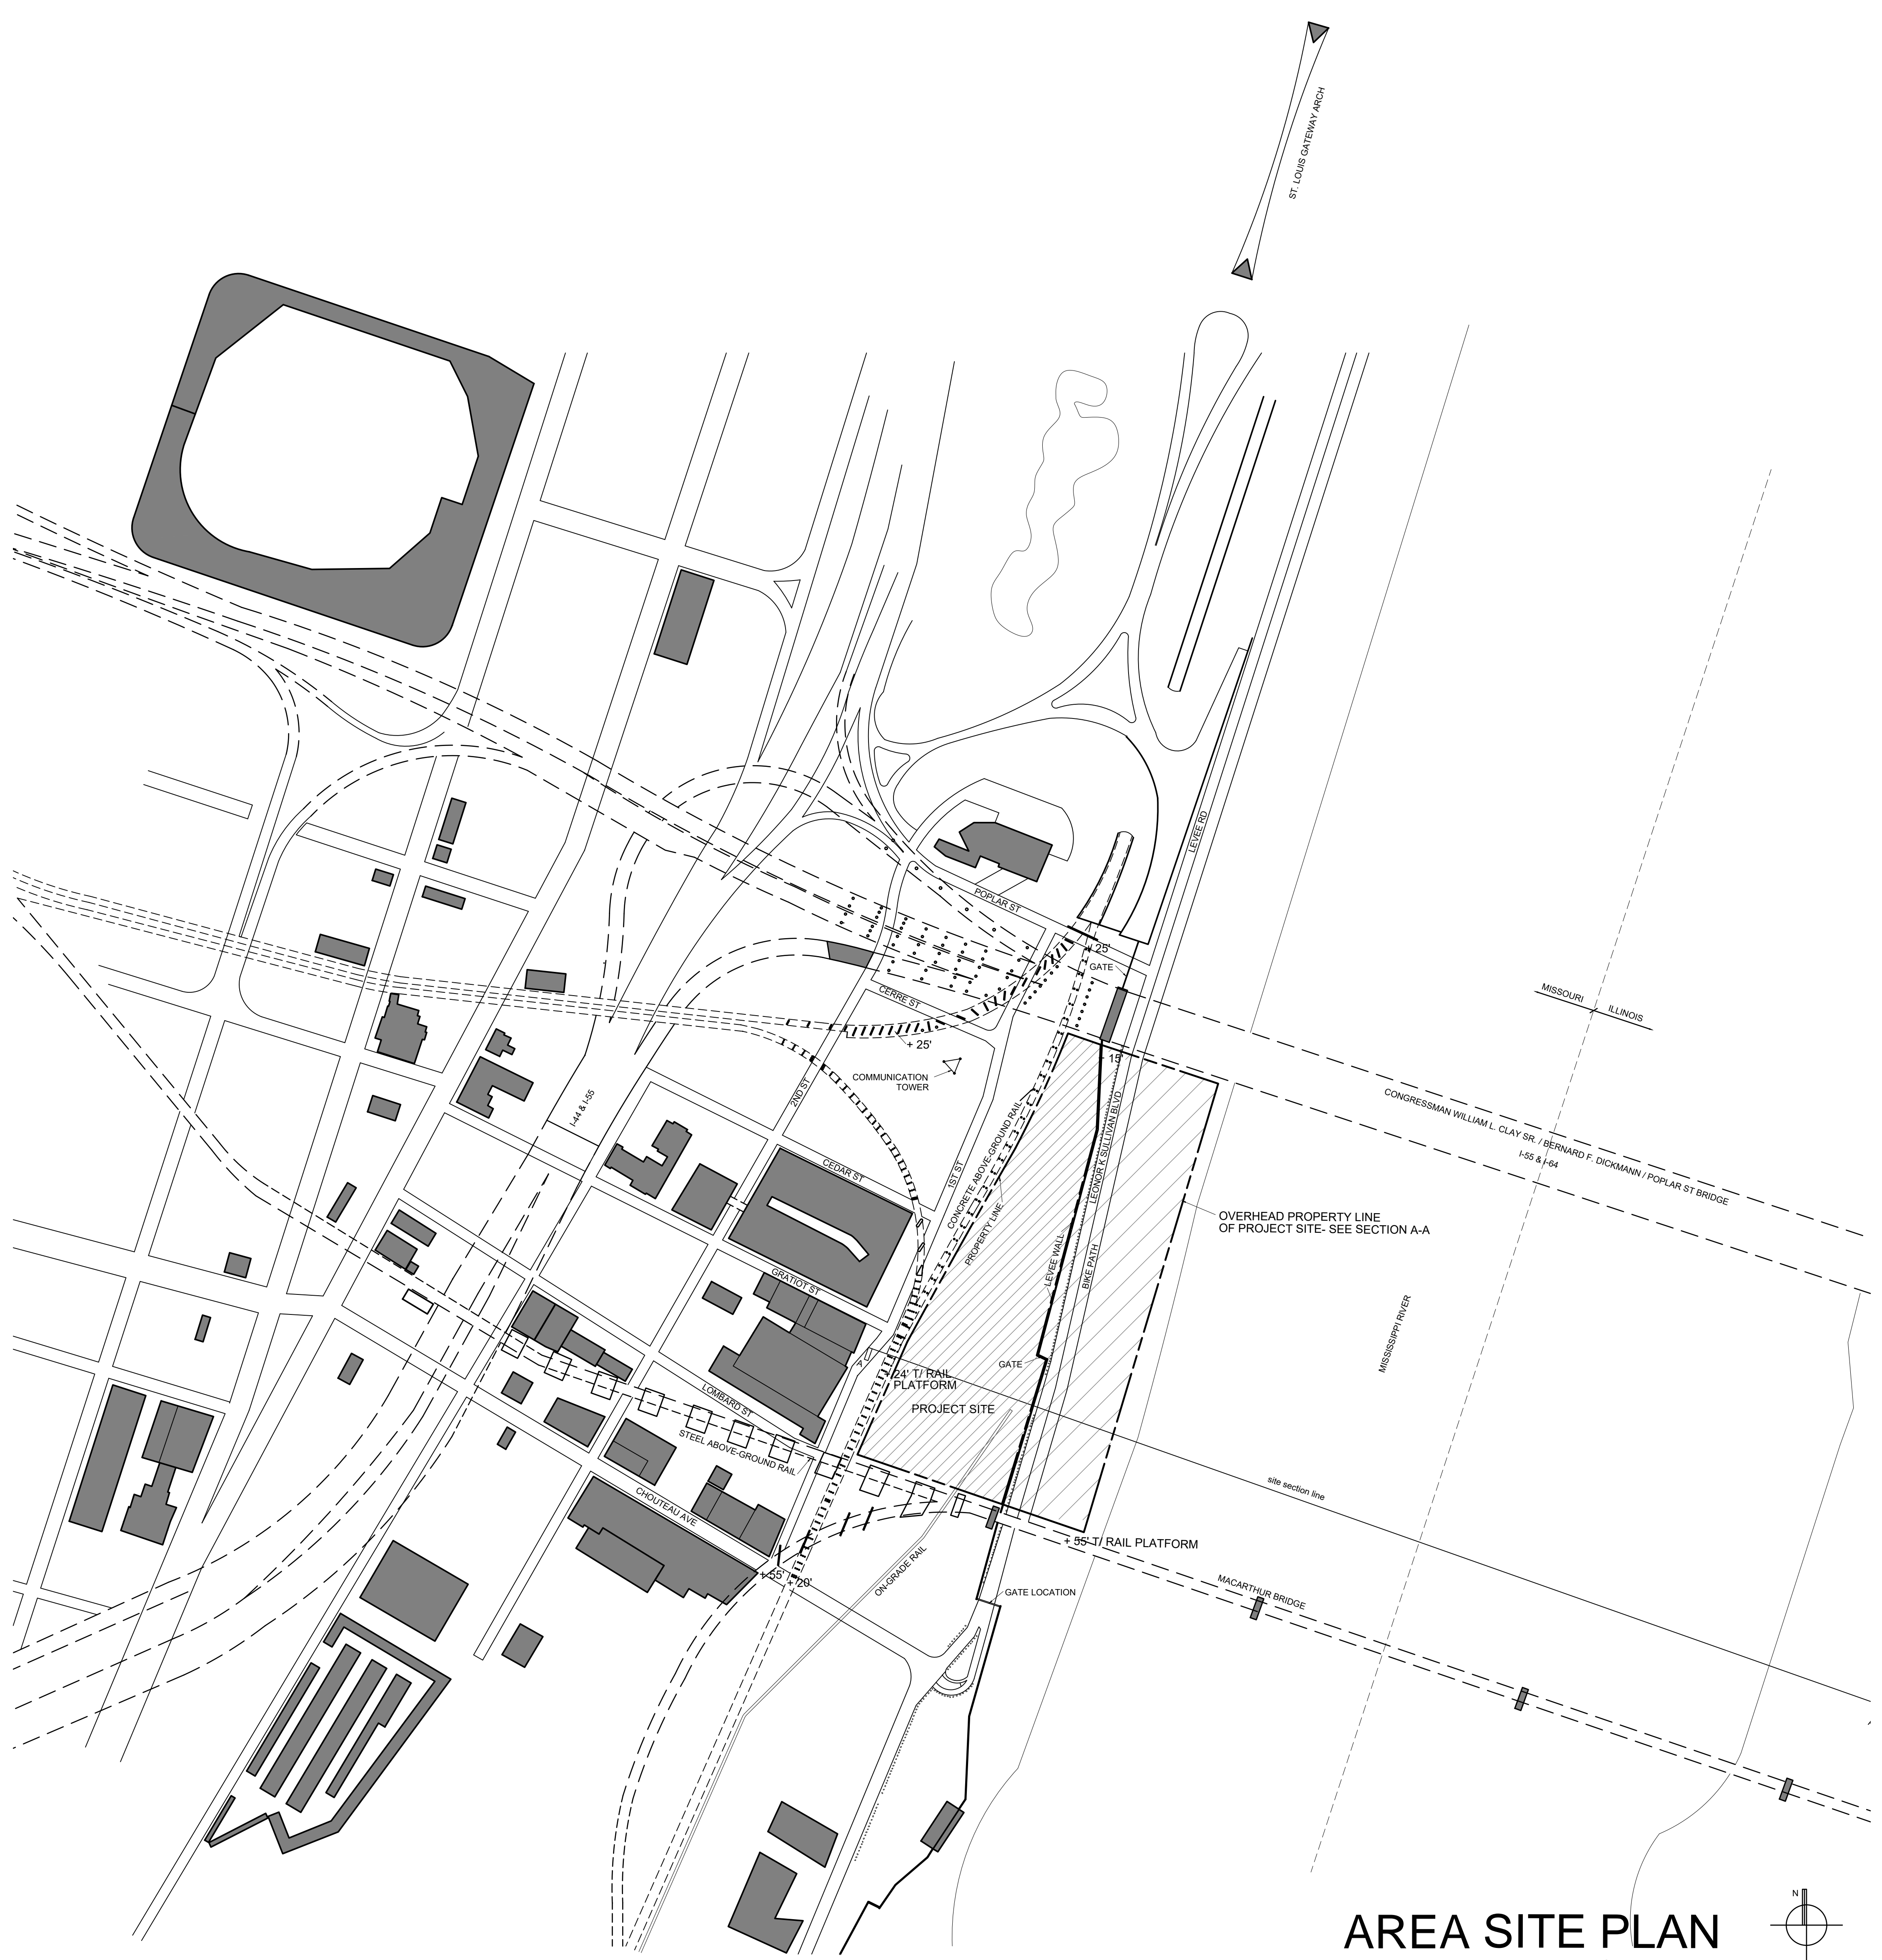 ST. LOUIS GATEWAY ARCH
LEVEE RD
POPLAR ST
25'
GATE
CERRE ST
+ 25'
MISSOURI
ILLINOIS
15'
COMMUNICATION
TOWER
2ND ST
I-44 & I-55
CONGRESSMAN WILLIAM L. CLAY SR. / BERNARD F. DICKMANN / POPLAR ST BRIDGE
I-55 & I-64
LEONOR K SULLIVAN BLVD
CONCRETE ABOVE-GROUND RAIL
1ST ST
CEDAR ST
PROPERTY LINE
OVERHEAD PROPERTY LINE
OF PROJECT SITE- SEE SECTION A-A
LEVEE WALL
BIKE PATH
GRATIOT ST
MISSISSIPPI RIVER
A
GATE
24' T/ RAIL
PLATFORM
PROJECT SITE
LOMBARD ST
STEEL ABOVE-GROUND RAIL
site section line
CHOUTEAU AVE
+ 55' T/ RAIL PLATFORM
+ 55'
+ 20'
ON-GRADE RAIL
GATE LOCATION
MACARTHUR BRIDGE
N
AREA SITE PLAN